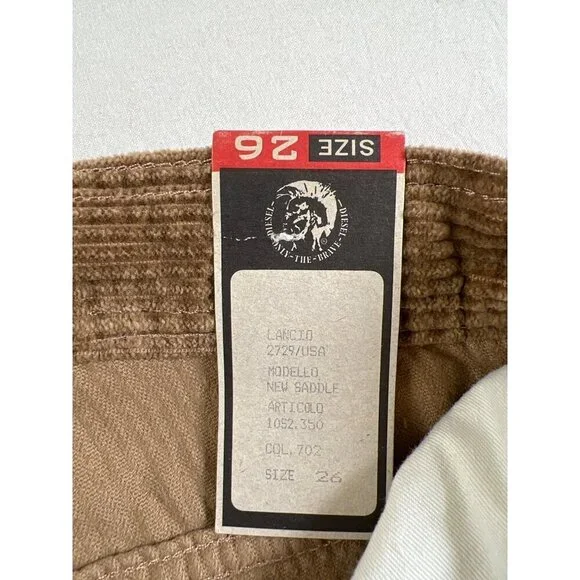 SIZE 26
DIESEL
ONLY-THE-BRAVE
DIESEL
LANCIO
2729/USA
MODELLO
NEW SADDLE
ARTICOLO
1052.350
COL.702
SIZE 26